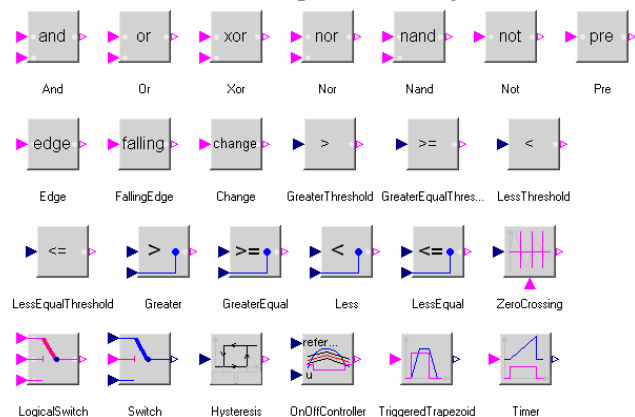 and or xor nor nand not pre
And Or Xor Nor Nand Not Pre
edge falling change > >= <
Edge FallingEdge Change GreaterThreshold GreaterEqualThres... LessThreshold
<= > >= < <=
LessEqualThreshold Greater GreaterEqual Less LessEqual ZeroCrossing
refer...
u
LogicalSwitch Switch Hysteresis OnOffController TriggeredTrapezoid Timer